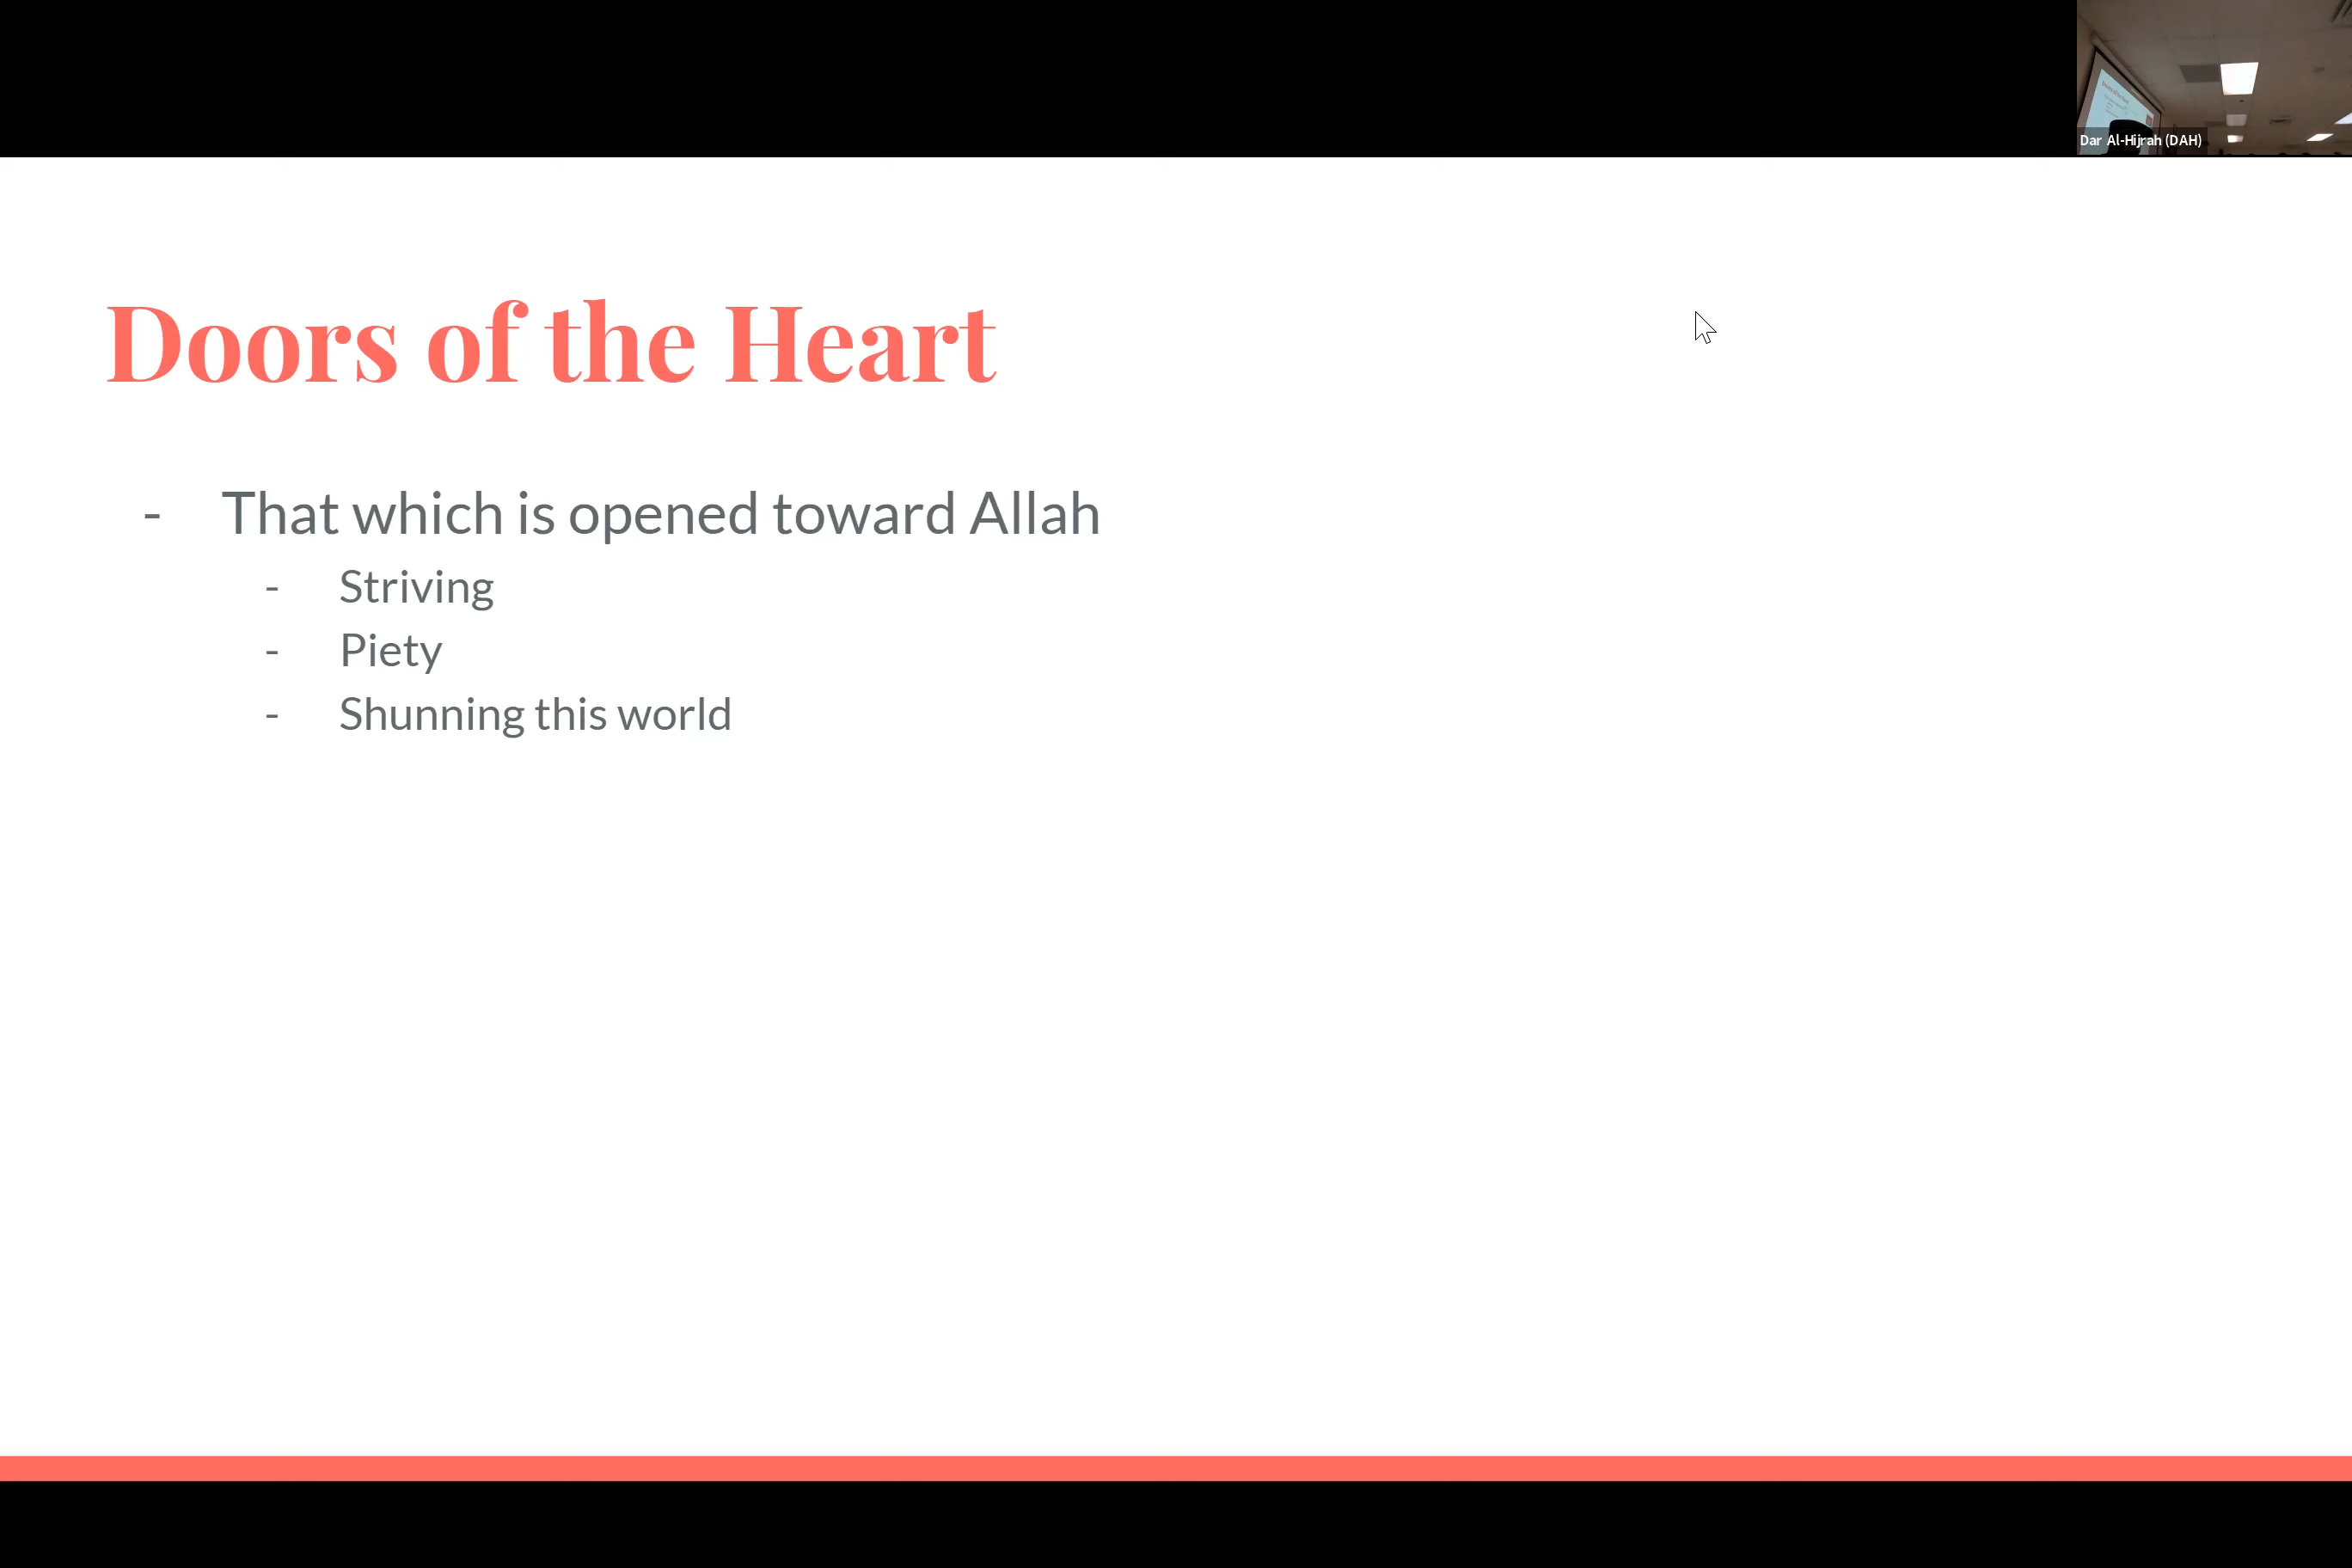 Dar Al-Hijrah (DAH)
Doors of the Heart
- That which is opened toward Allah
- Striving
- Piety
- Shunning this world